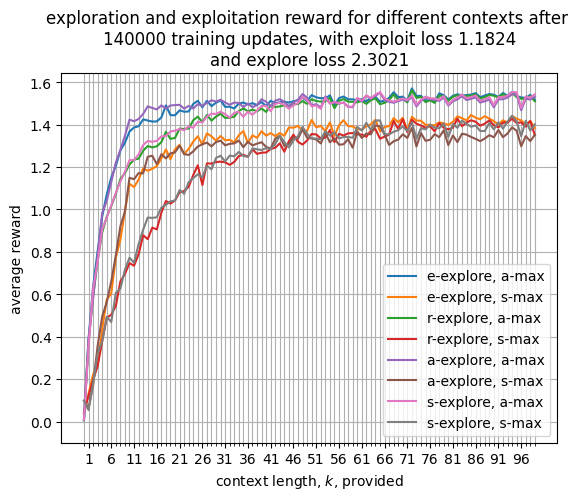 exploration and exploitation reward for different contexts after
140000 training updates, with exploit loss 1.1824
and explore loss 2.3021
1.6
1.4
1.2
1.0
0.8
0.6
0.4
0.2
0.0
average reward
e-explore, a-max
e-explore, s-max
r-explore, a-max
r-explore, s-max
a-explore, a-max
a-explore, s-max
s-explore, a-max
s-explore, s-max
1 6 11 16 21 26 31 36 41 46 51 56 61 66 71 76 81 86 91 96
context length, k, provided